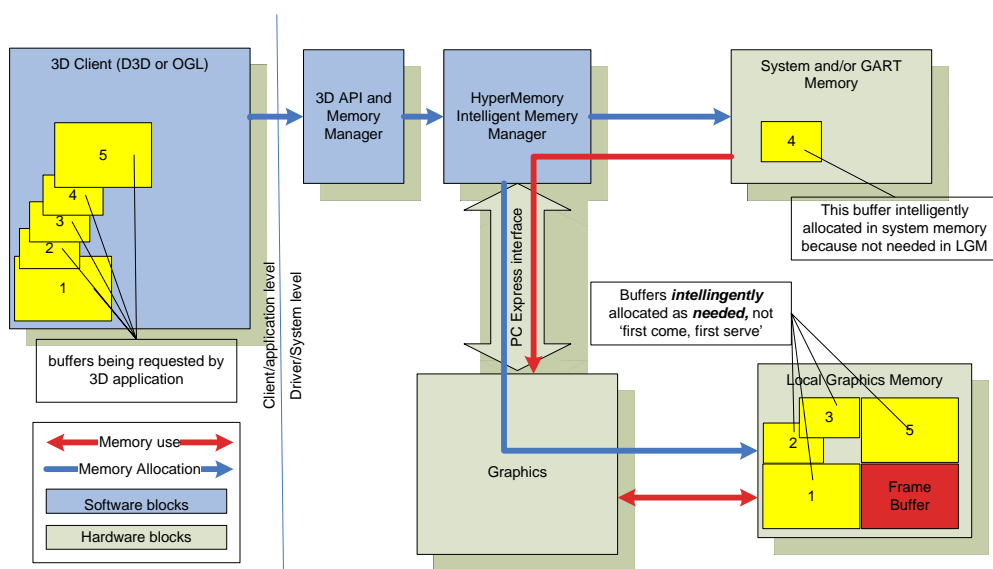 3D Client (D3D or OGL)
5
4
3
2
1
buffers being requested by
3D application
Client/application level
Driver/System level
3D API and
Memory
Manager
HyperMemory
Intelligent Memory
Manager
System and/or GART
Memory
4
This buffer intelligently
allocated in system memory
because not needed in LGM
PC Express interface
Buffers intellingently
allocated as needed, not
‘first come, first serve’
Graphics
Local Graphics Memory
3
2
5
1
Frame
Buffer
Memory use
Memory Allocation
Software blocks
Hardware blocks